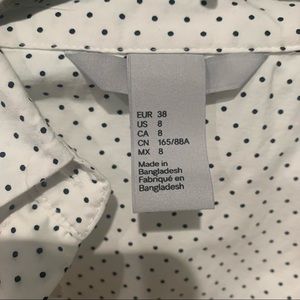 EUR 38
US 8
CA 8
CN 165/88A
MX 8
Made in
Bangladesh
Fabriqué en
Bangladesh